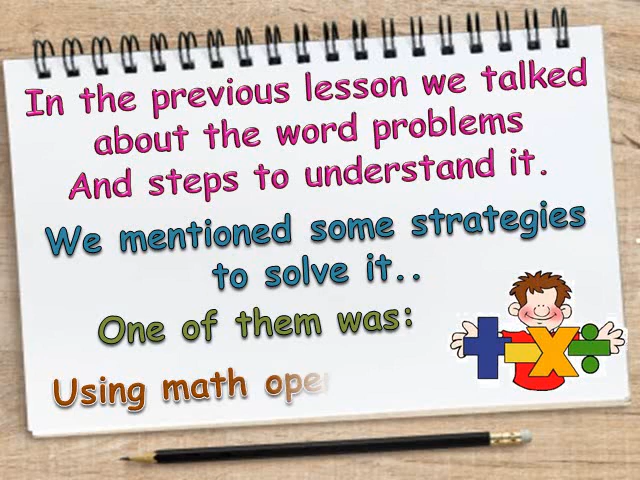 In the previous lesson we talked
about the word problems
And steps to understand it.
We mentioned some strategies
to solve it..
One of them was:
Using math oper